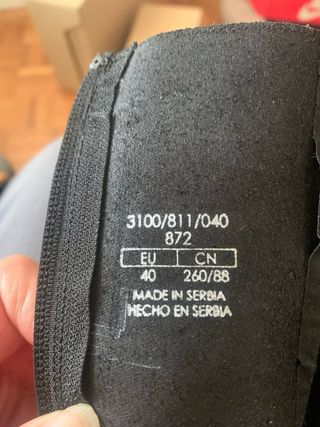 3100/811/040
872
EU CN
40 260/88
MADE IN SERBIA
HECHO EN SERBIA